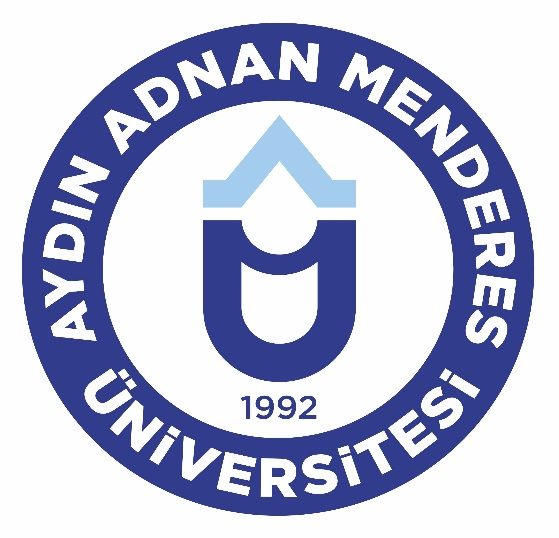 AYDIN ADNAN MENDERES
ÜNİVERSİTESİ
1992